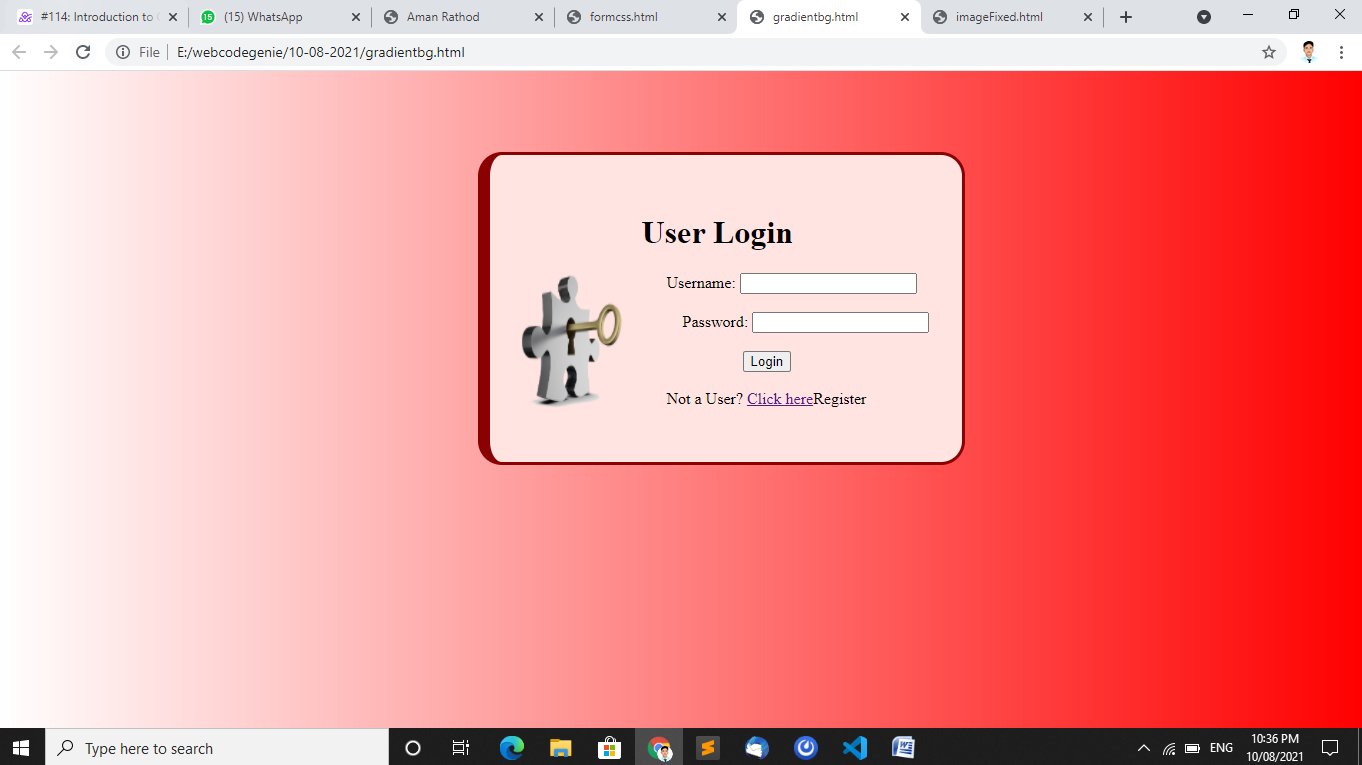 #114: Introduction to
(15) WhatsApp
Aman Rathod
formcss.html
gradientbg.html
imageFixed.html
File
E:/webcodegenie/10-08-2021/gradientbg.html
User Login
Username:
Password:
Login
Not a User? Click hereRegister
Type here to search
ENG
10:36 PM
10/08/2021